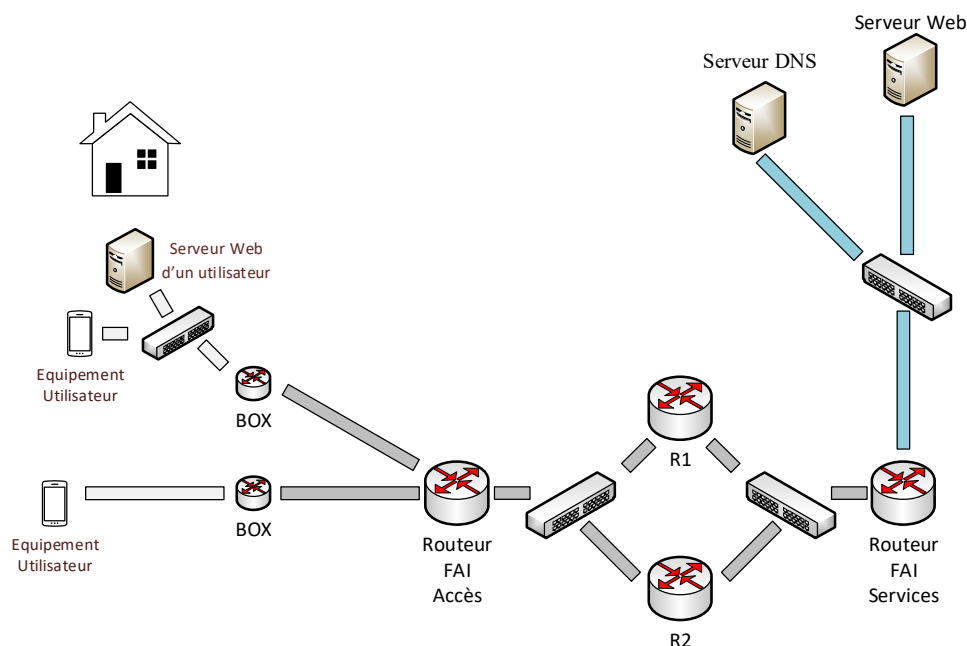 Serveur Web
Serveur DNS
Serveur Web
d’un utilisateur
Equipement
Utilisateur
BOX
R1
BOX
Equipement
Utilisateur
Routeur
FAI
Accès
R2
Routeur
FAI
Services